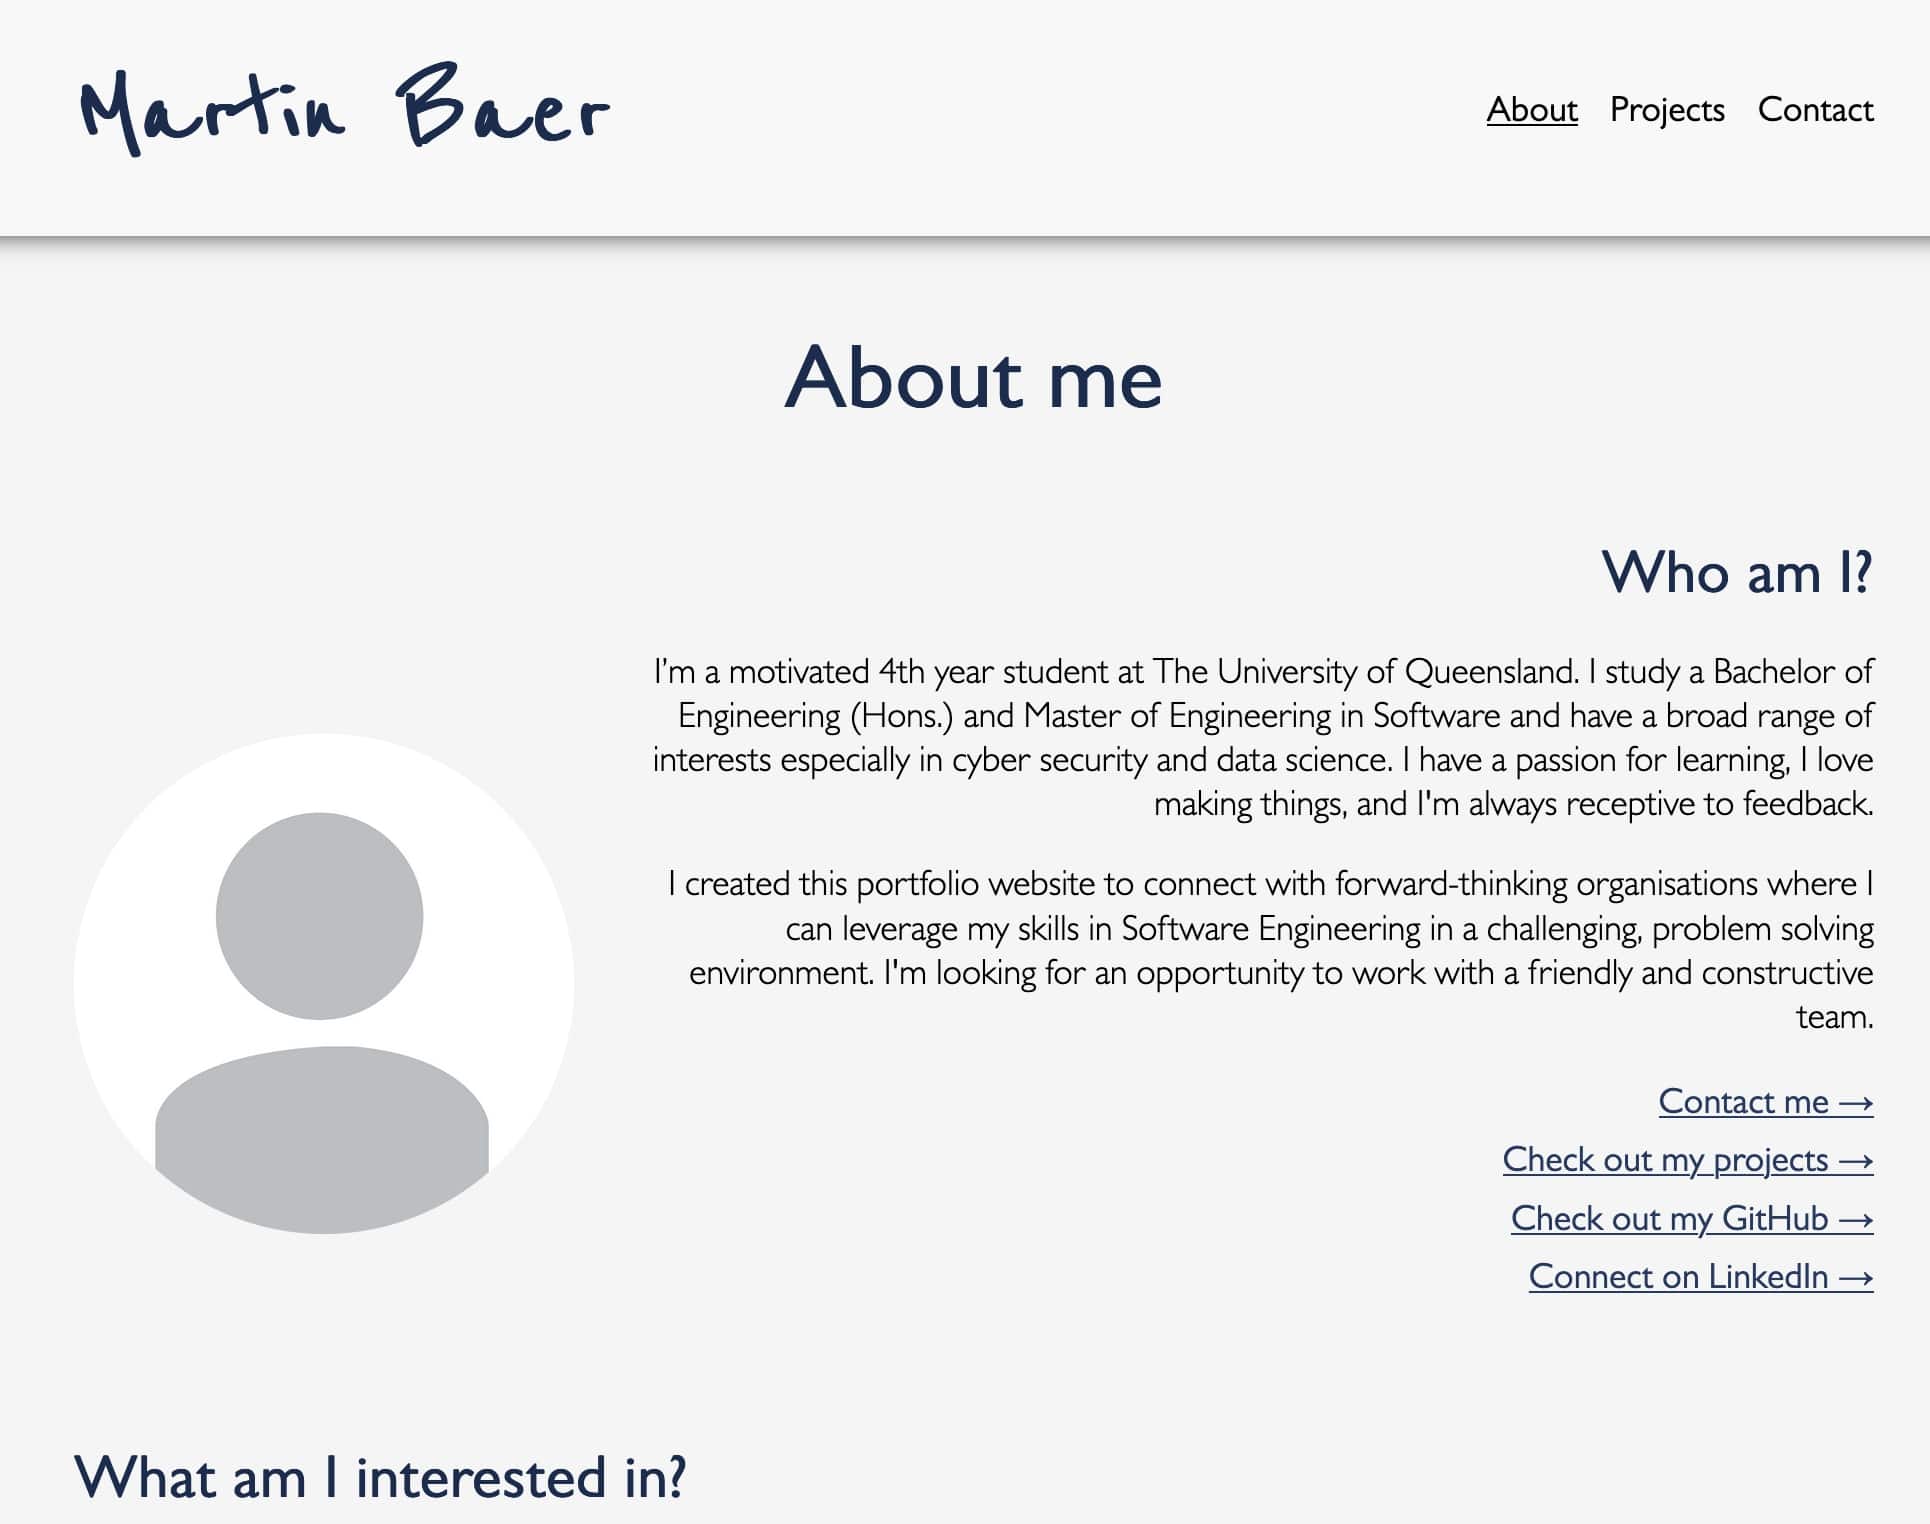 Martin Baer
About Projects Contact
About me
Who am I?
I’m a motivated 4th year student at The University of Queensland. I study a Bachelor of
Engineering (Hons.) and Master of Engineering in Software and have a broad range of
interests especially in cyber security and data science. I have a passion for learning, I love
making things, and I'm always receptive to feedback.
I created this portfolio website to connect with forward-thinking organisations where I
can leverage my skills in Software Engineering in a challenging, problem solving
environment. I'm looking for an opportunity to work with a friendly and constructive
team.
Contact me →
Check out my projects →
Check out my GitHub →
Connect on LinkedIn →
What am I interested in?